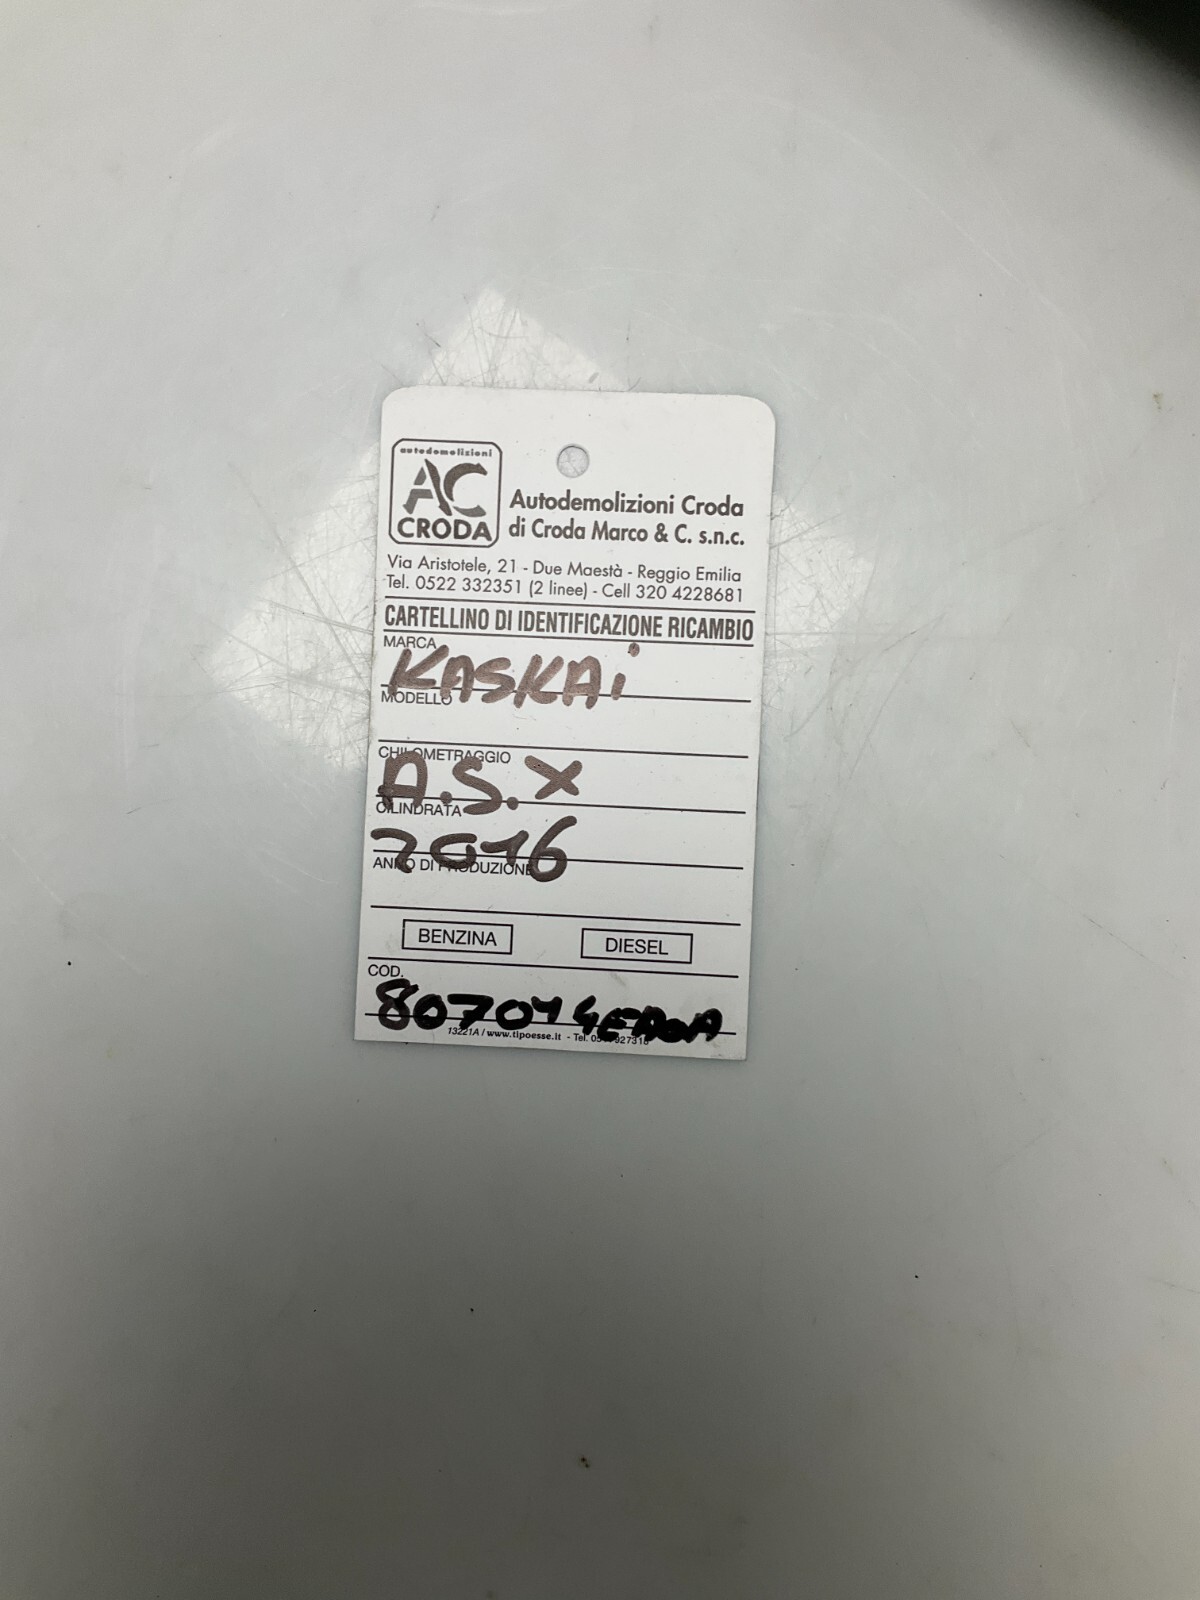 autodemolizioni
AC
CRODA
Autodemolizioni Croda
di Croda Marco & C. s.n.c.
Via Aristotele, 21 - Due Maestà - Reggio Emilia
Tel. 0522 332351 (2 linee) - Cell 320 4228681
CARTELLINO DI IDENTIFICAZIONE RICAMBIO
MARCA
KASKAi
MODELLO
CHILOMETRAGGIO
A.S.X
CILINDRATA
2016
ANNO DI PRODUZIONE
BENZINA DIESEL
COD.
13221A / www.tipoesse.it - Tel.